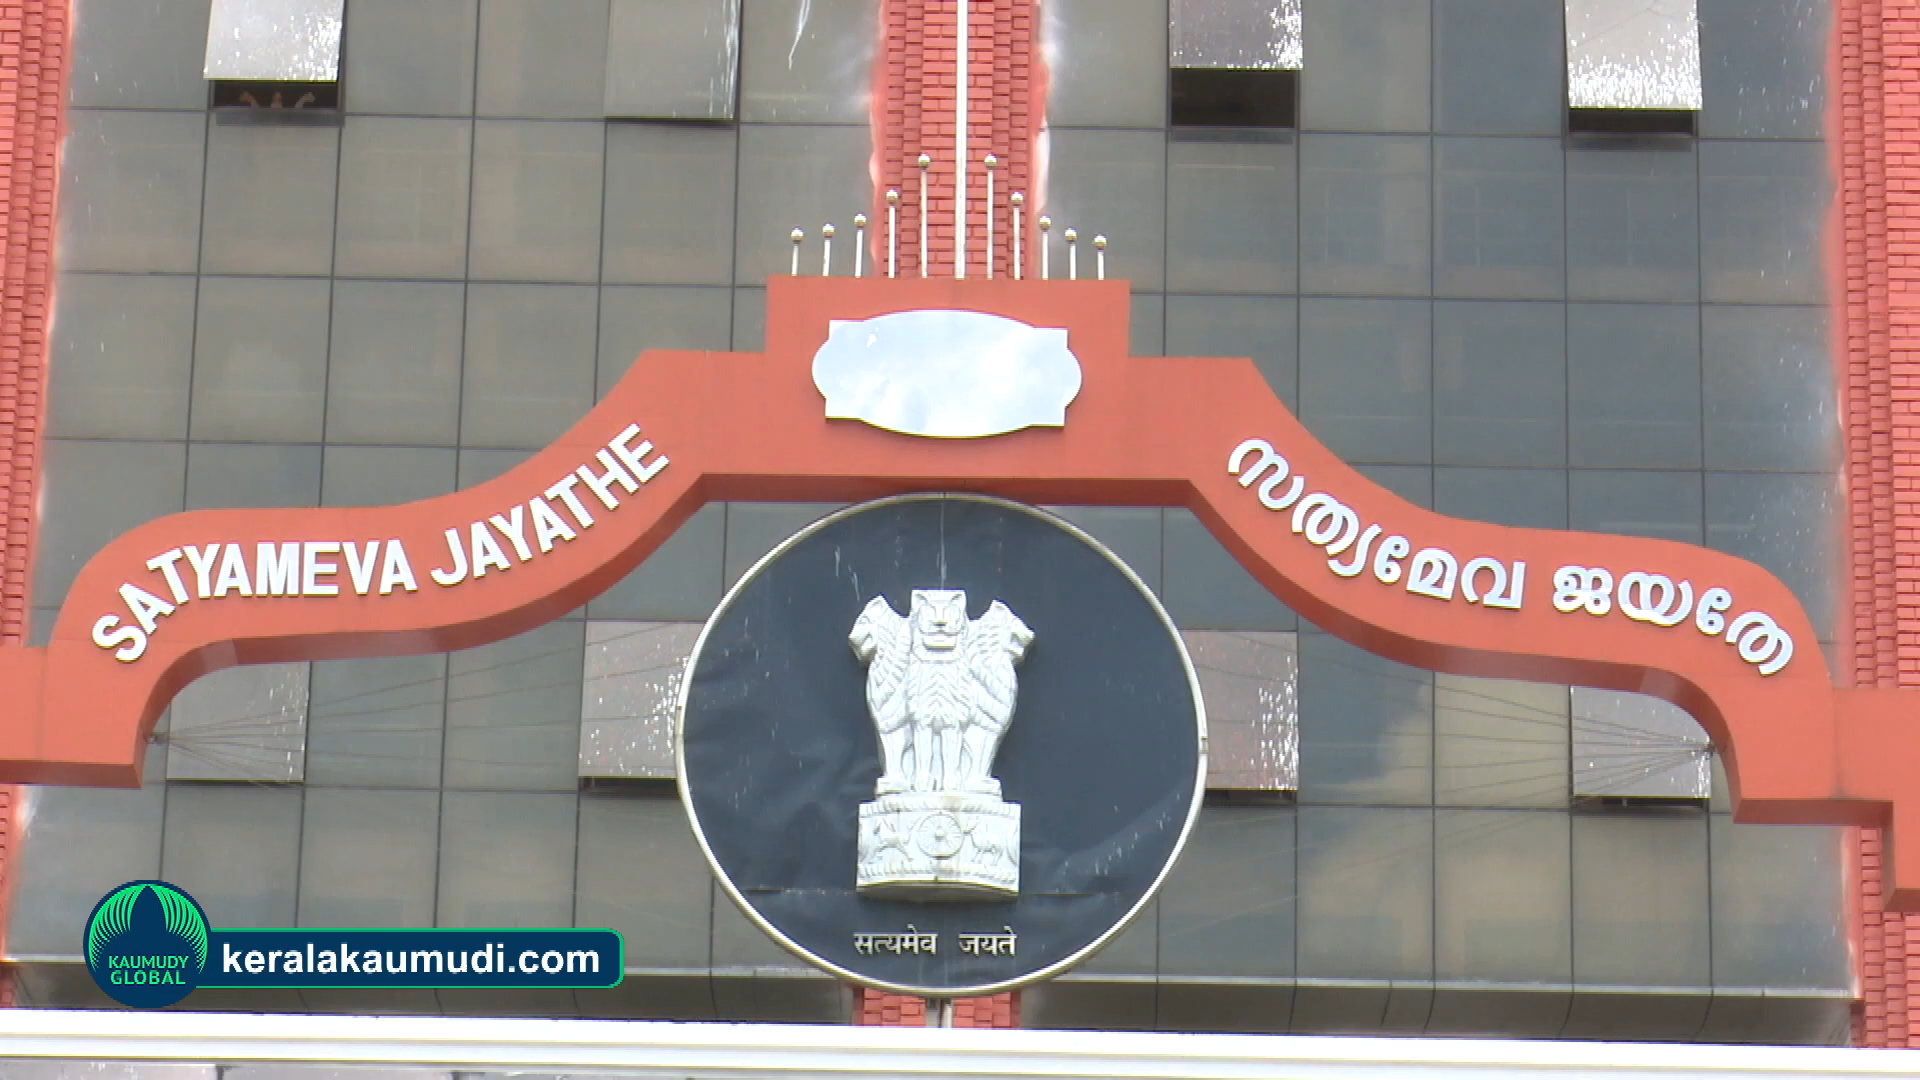 SATYAMEVA JAYATHE
സത്യമേവ ജയതേ
सत्यमेव जयते
KAUMUDY
GLOBAL
keralakaumudi.com